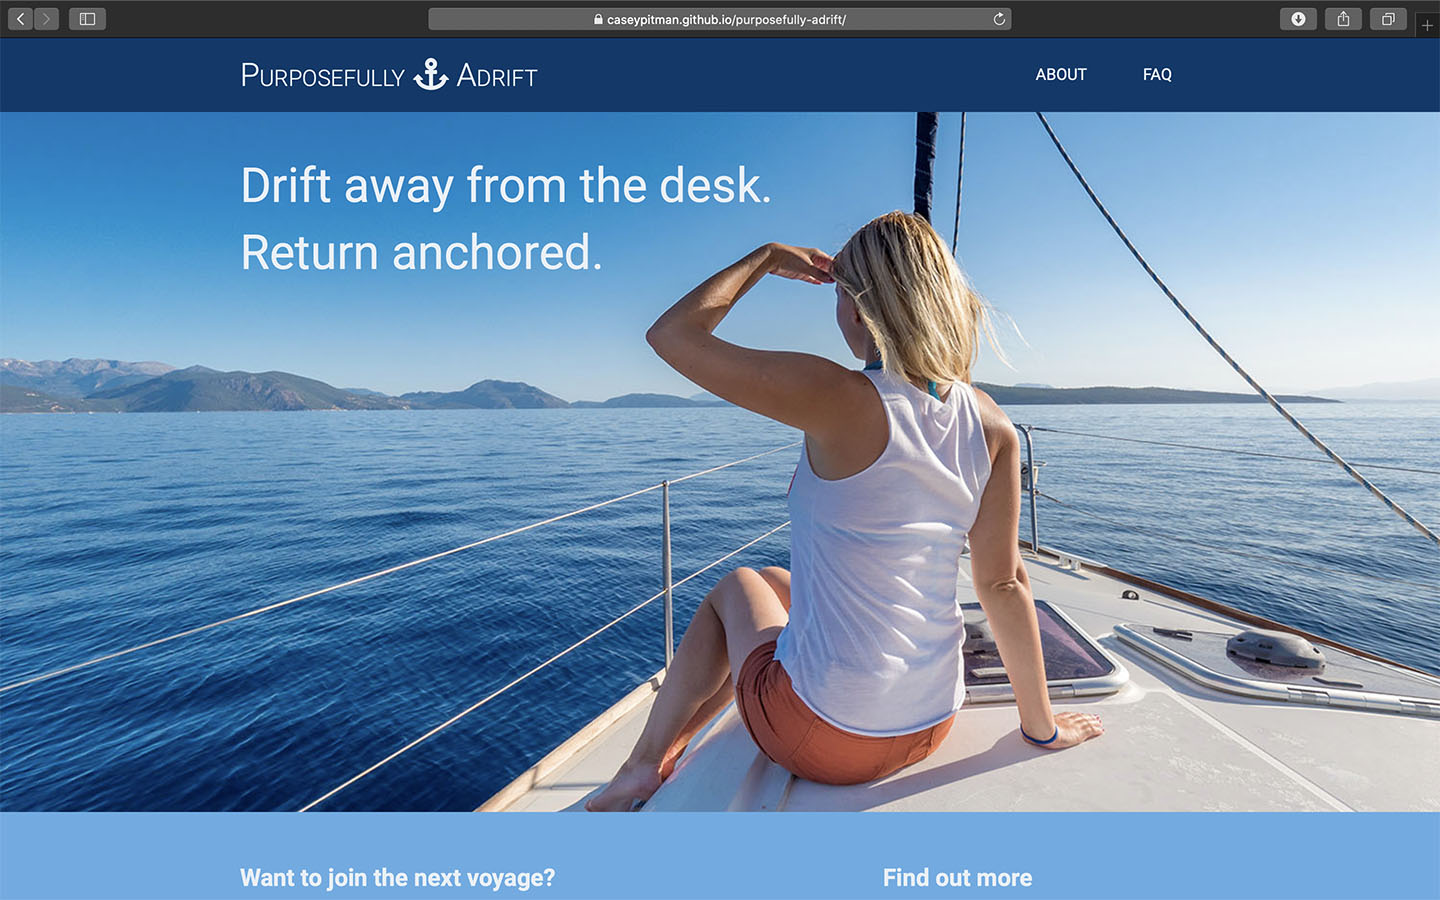 caseypitman.github.io/purposefully-adrift/
Purposefully Adrift
ABOUT
FAQ
Drift away from the desk.
Return anchored.
Want to join the next voyage?
Find out more